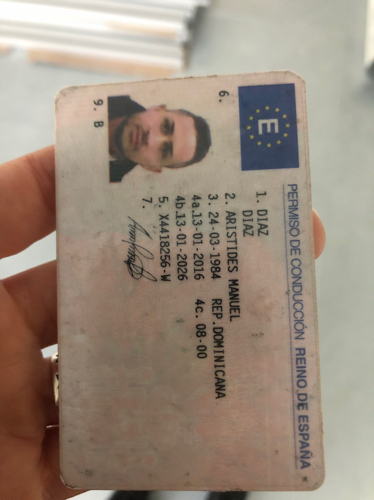 PERMISO DE CONDUCCIÓN REINO DE ESPAÑA
E
1. DIAZ
DIAZ
2. ARISTIDES MANUEL
3. 24-03-1984 REP.DOMINICANA
4a.13-01-2016 4c. 08-00
4b.13-01-2026
5. X4418256-W
7.
6.
9. B